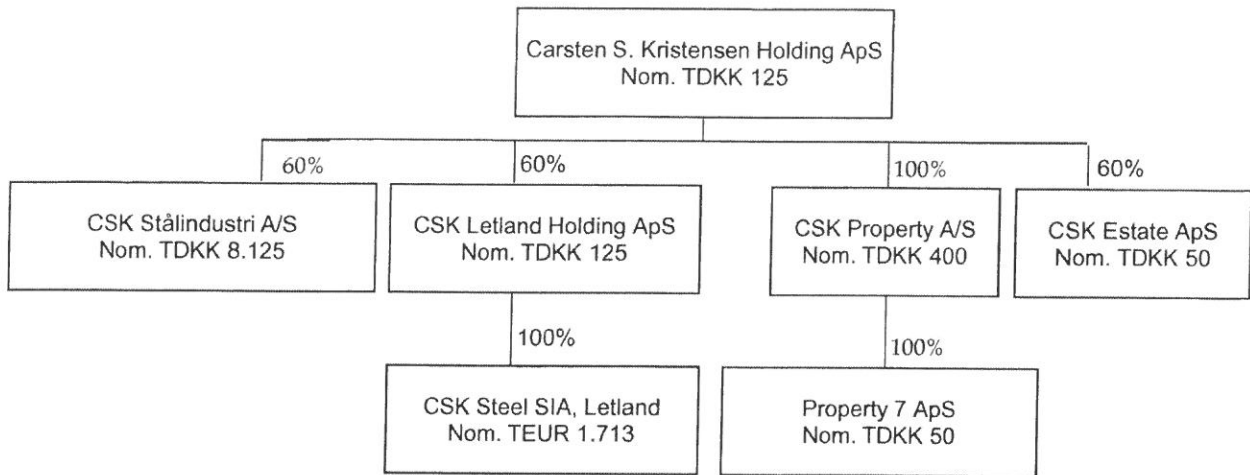 Carsten S. Kristensen Holding ApS
Nom. TDKK 125
60%
60%
100%
60%
CSK Stålindustri A/S
Nom. TDKK 8.125
CSK Letland Holding ApS
Nom. TDKK 125
CSK Property A/S
Nom. TDKK 400
CSK Estate ApS
Nom. TDKK 50
100%
100%
CSK Steel SIA, Letland
Nom. TEUR 1.713
Property 7 ApS
Nom. TDKK 50